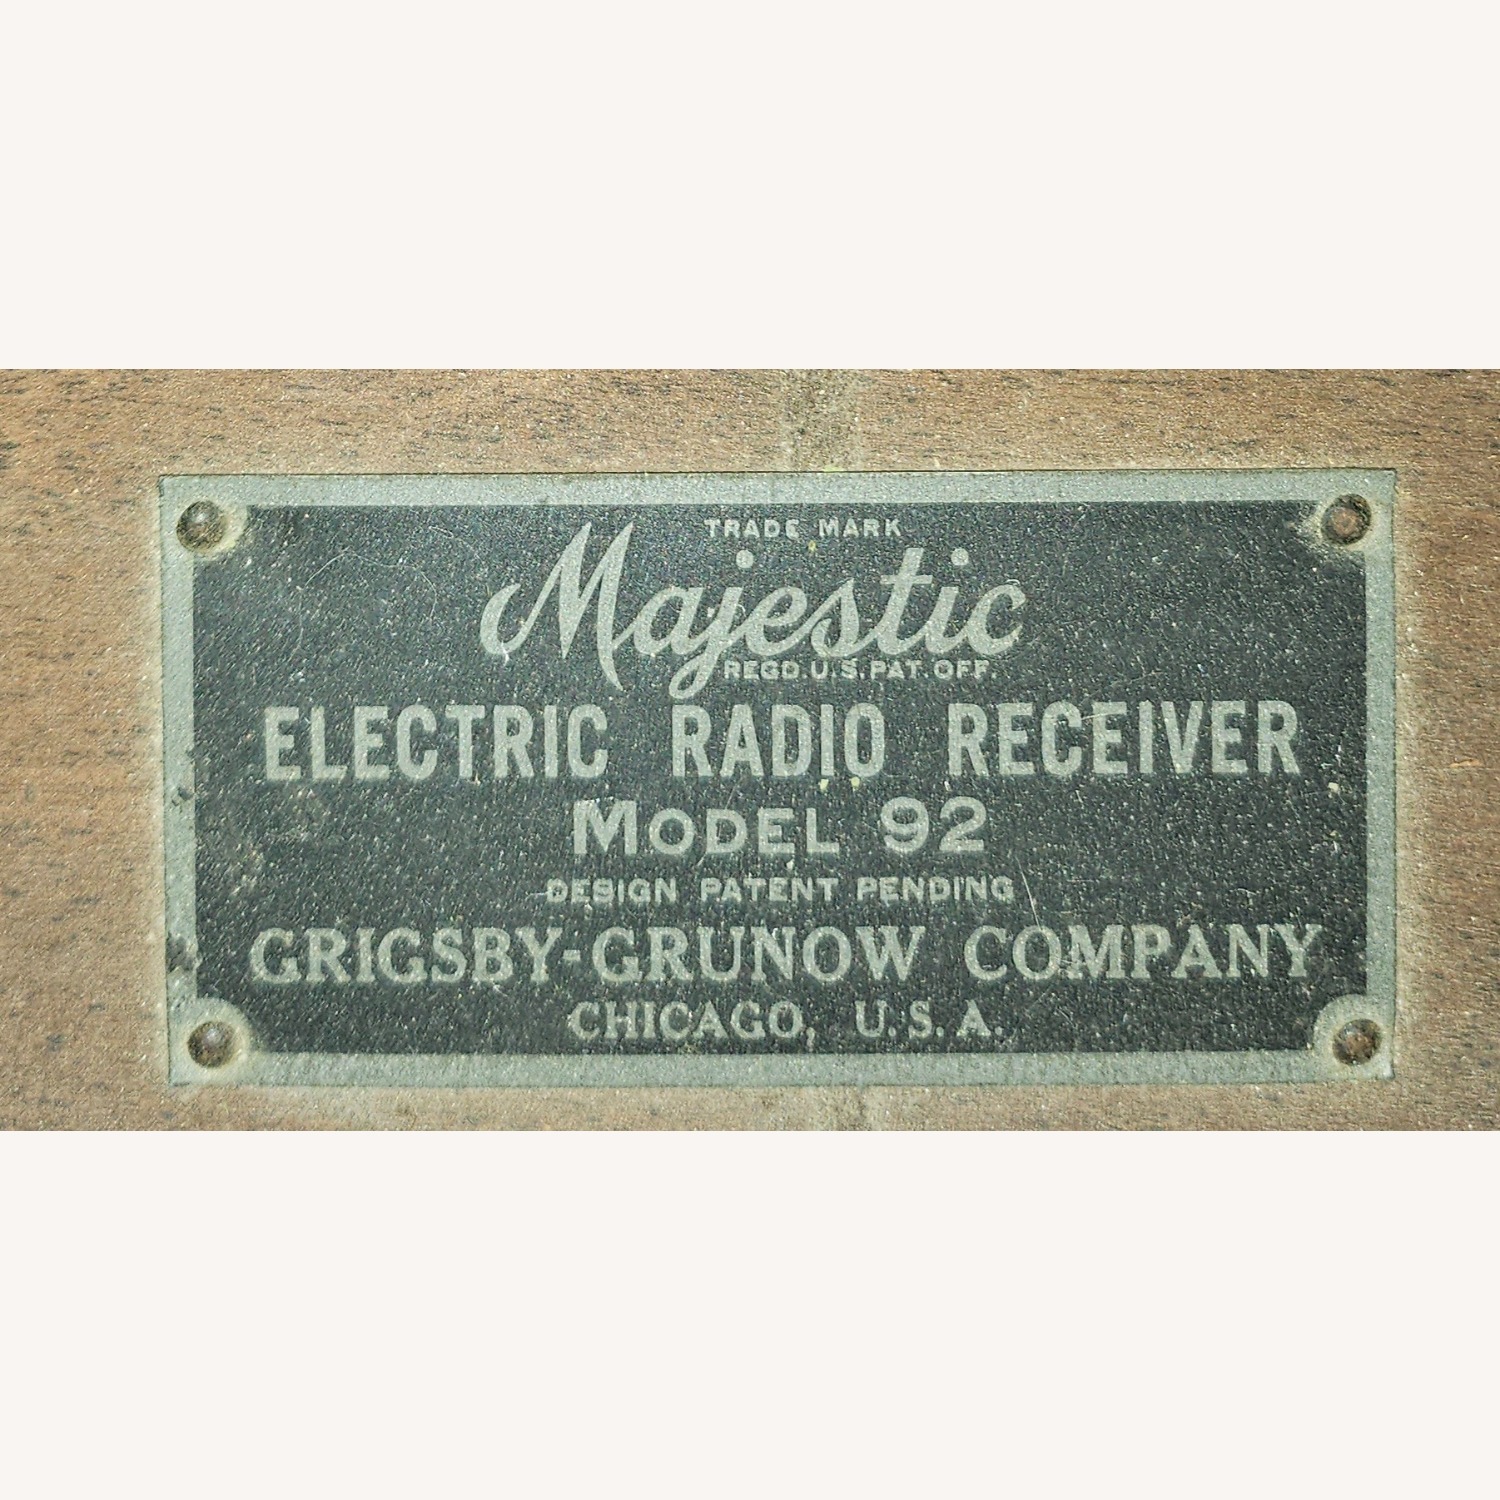 TRADE MARK
Majestic
REGD.U.S.PAT.OFF.
ELECTRIC RADIO RECEIVER
MODEL 92
DESIGN PATENT PENDING
GRIGSBY-GRUNOW COMPANY
CHICAGO, U.S.A.